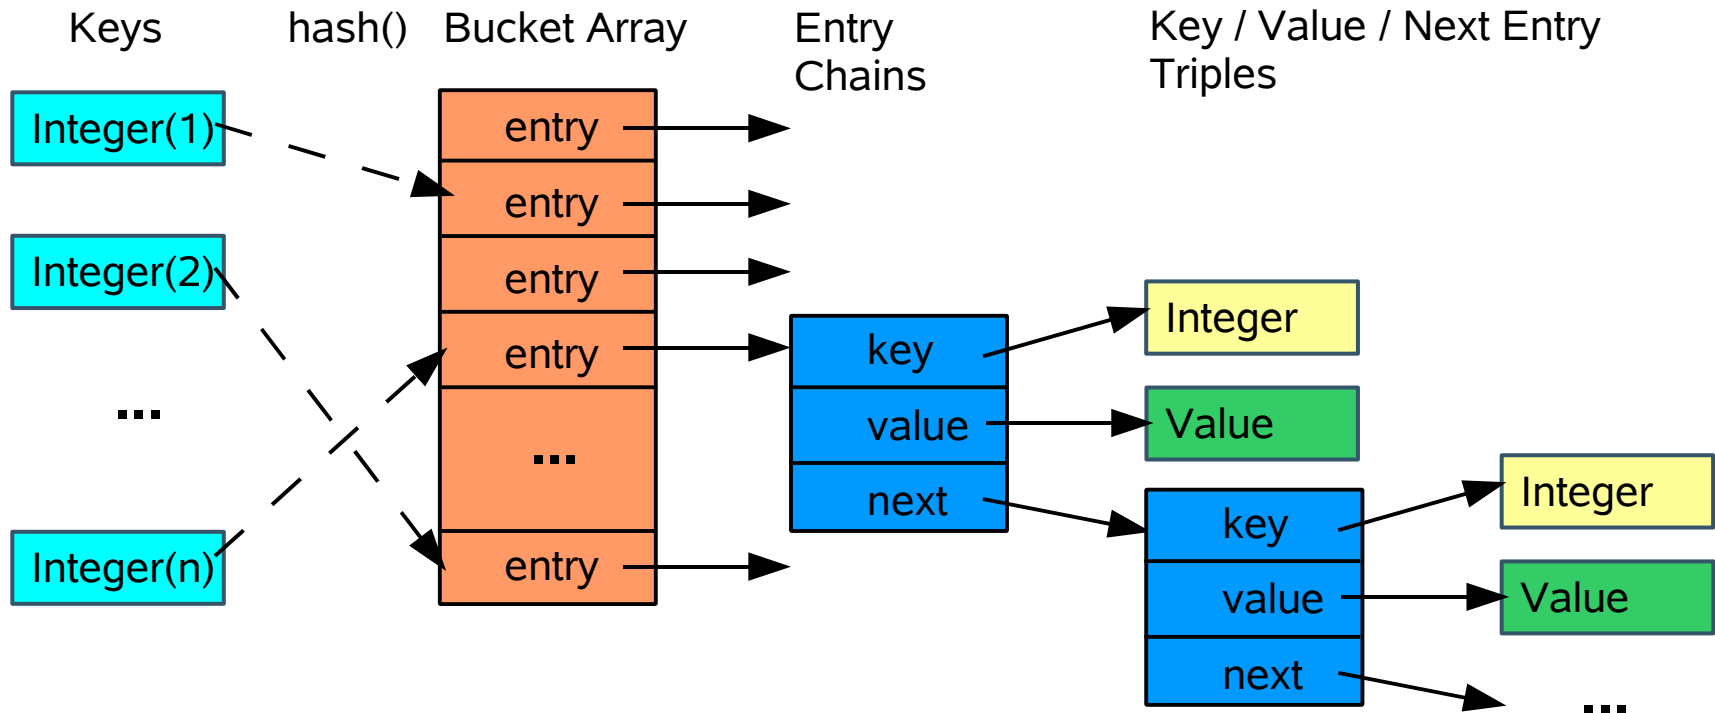 Keys
hash()
Bucket Array
Entry
Chains
Key / Value / Next Entry
Triples
Integer(1)
Integer(2)
...
Integer(n)
entry
entry
entry
entry
...
entry
key
value
next
Integer
Value
key
value
next
Integer
Value
...